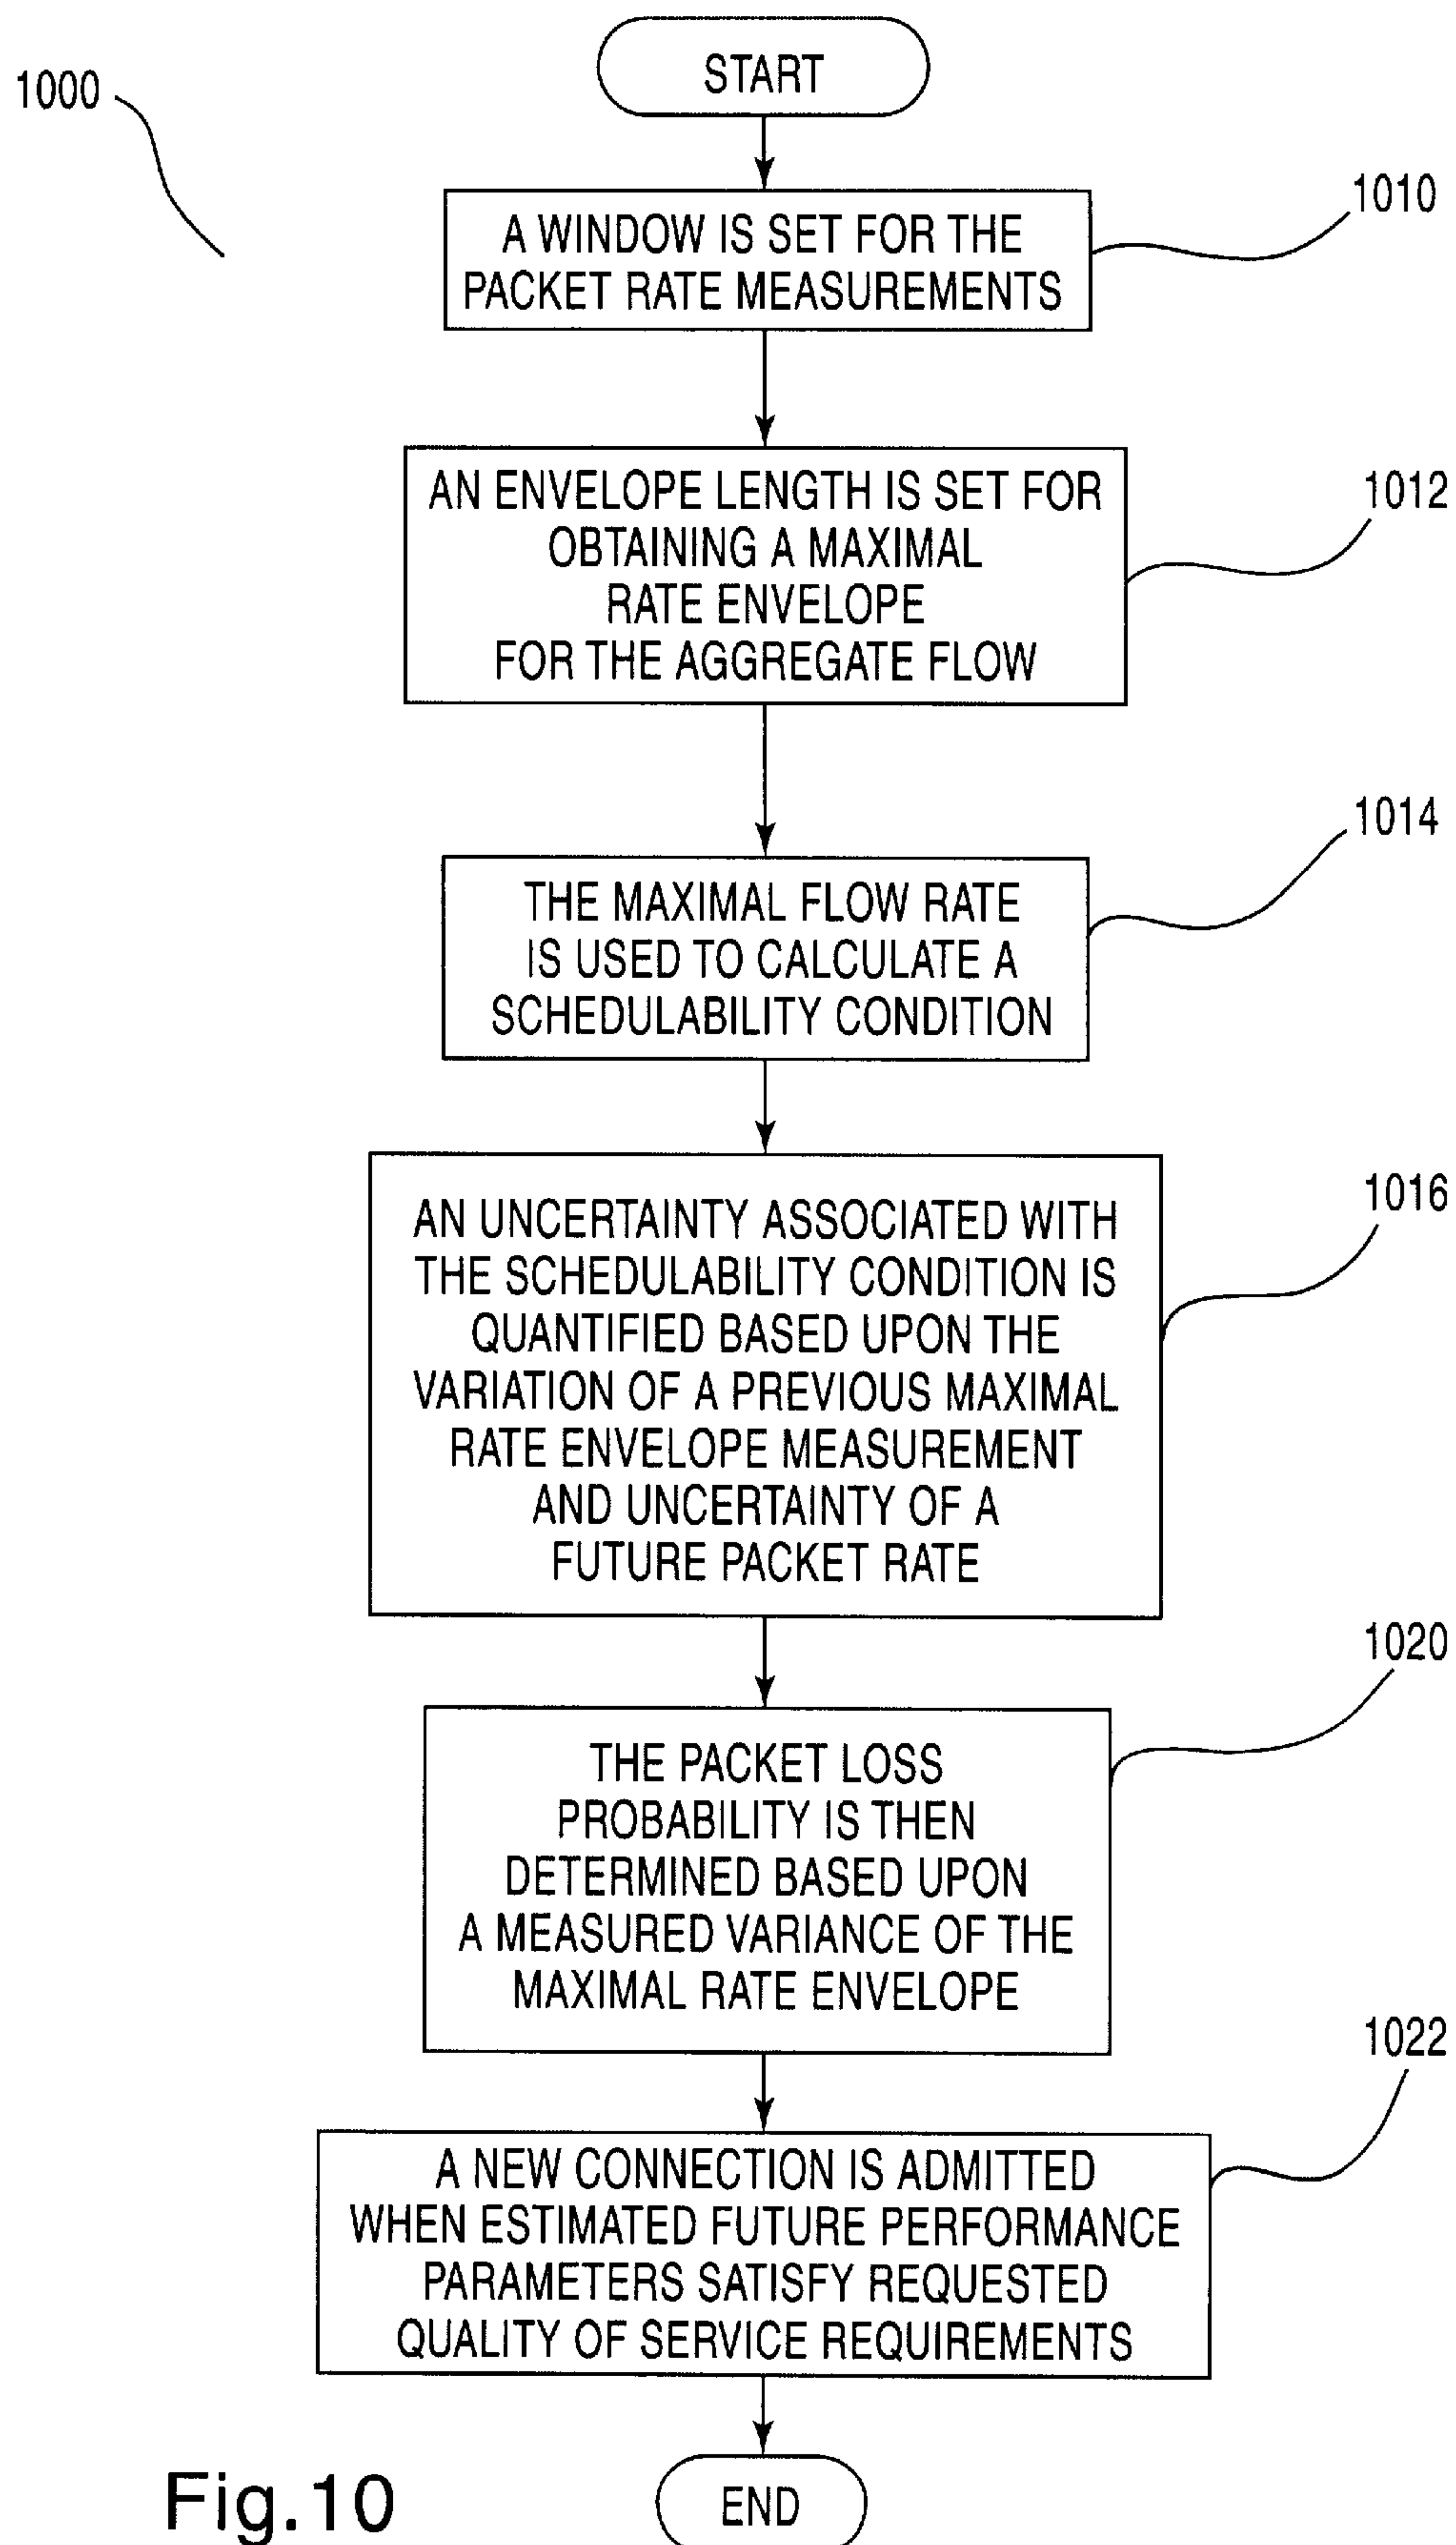 START
1000
1010
A WINDOW IS SET FOR THE
PACKET RATE MEASUREMENTS
1012
AN ENVELOPE LENGTH IS SET FOR
OBTAINING A MAXIMAL
RATE ENVELOPE
FOR THE AGGREGATE FLOW
1014
THE MAXIMAL FLOW RATE
IS USED TO CALCULATE A
SCHEDULABILITY CONDITION
1016
AN UNCERTAINTY ASSOCIATED WITH
THE SCHEDULABILITY CONDITION IS
QUANTIFIED BASED UPON THE
VARIATION OF A PREVIOUS MAXIMAL
RATE ENVELOPE MEASUREMENT
AND UNCERTAINTY OF A
FUTURE PACKET RATE
1020
THE PACKET LOSS
PROBABILITY IS THEN
DETERMINED BASED UPON
A MEASURED VARIANCE OF THE
MAXIMAL RATE ENVELOPE
1022
A NEW CONNECTION IS ADMITTED
WHEN ESTIMATED FUTURE PERFORMANCE
PARAMETERS SATISFY REQUESTED
QUALITY OF SERVICE REQUIREMENTS
END
Fig.10